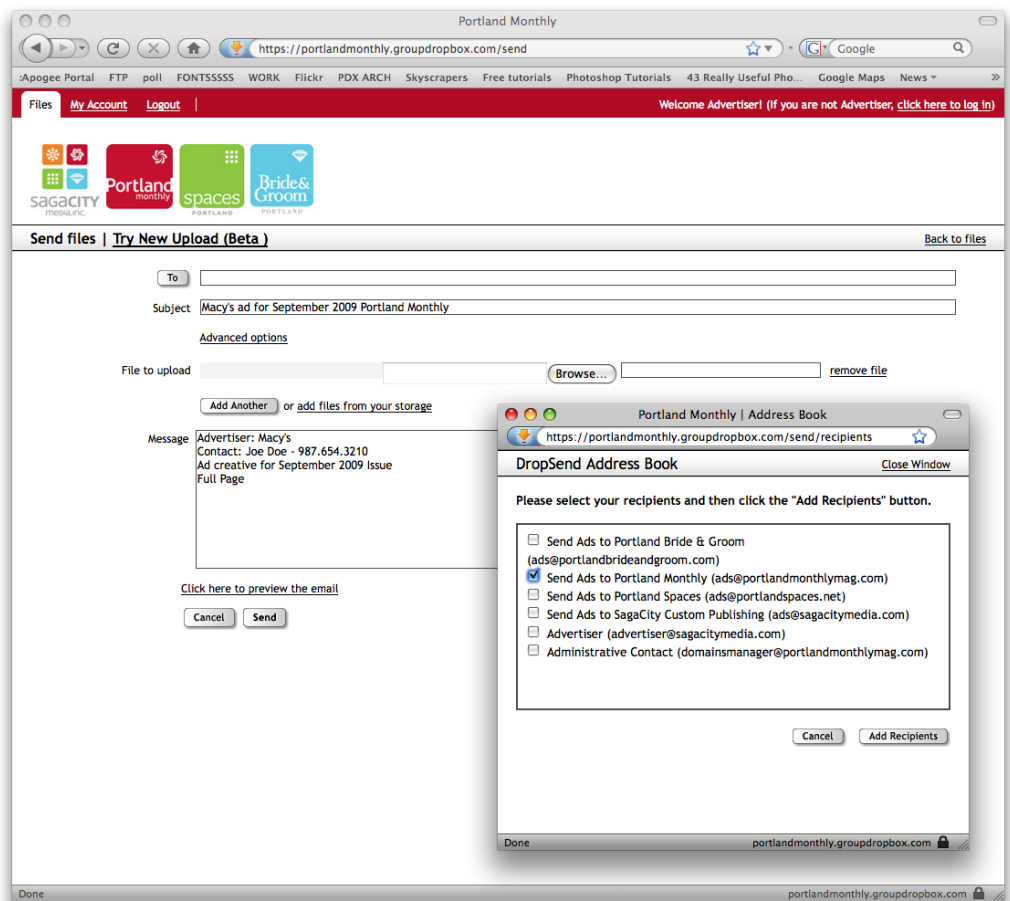 Portland Monthly
https://portlandmonthly.groupdropbox.com/send
G
Google
:Apogee Portal FTP poll FONTSSSSS WORK Flickr PDX ARCH Skyscrapers Free tutorials Photoshop Tutorials 43 Really Useful Pho... Google Maps News »
Files My Account Logout | Welcome Advertiser! (If you are not Advertiser, click here to log in)
SAGACITY
MEDIA.INC.
Portland
monthly
spaces
PORTLAND
Bride&
Groom
PORTLAND
Send files | Try New Upload (Beta ) Back to files
To
Subject Macy's ad for September 2009 Portland Monthly
Advanced options
File to upload Browse... remove file
Add Another or add files from your storage
Message Advertiser: Macy's
Contact: Joe Doe - 987.654.3210
Ad creative for September 2009 Issue
Full Page
Click here to preview the email
Cancel Send
Portland Monthly | Address Book
https://portlandmonthly.groupdropbox.com/send/recipients
DropSend Address Book Close Window
Please select your recipients and then click the "Add Recipients" button.
Send Ads to Portland Bride & Groom
(ads@portlandbrideandgroom.com)
Send Ads to Portland Monthly (ads@portlandmonthlymag.com)
Send Ads to Portland Spaces (ads@portlandspaces.net)
Send Ads to SagaCity Custom Publishing (ads@sagacitymedia.com)
Advertiser (advertiser@sagacitymedia.com)
Administrative Contact (domainsmanager@portlandmonthlymag.com)
Cancel Add Recipients
Done portlandmonthly.groupdropbox.com
Done portlandmonthly.groupdropbox.com